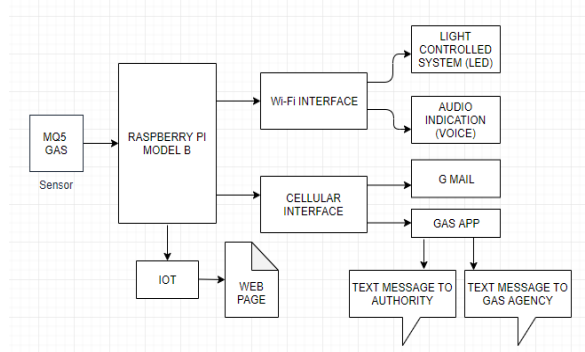 LIGHT
CONTROLLED
SYSTEM (LED)
Wi-Fi INTERFACE
AUDIO
INDICATION
(VOICE)
MQ5
GAS
Sensor
RASPBERRY PI
MODEL B
CELLULAR
INTERFACE
G MAIL
GAS APP
IOT
WEB
PAGE
TEXT MESSAGE TO
AUTHORITY
TEXT MESSAGE TO
GAS AGENCY